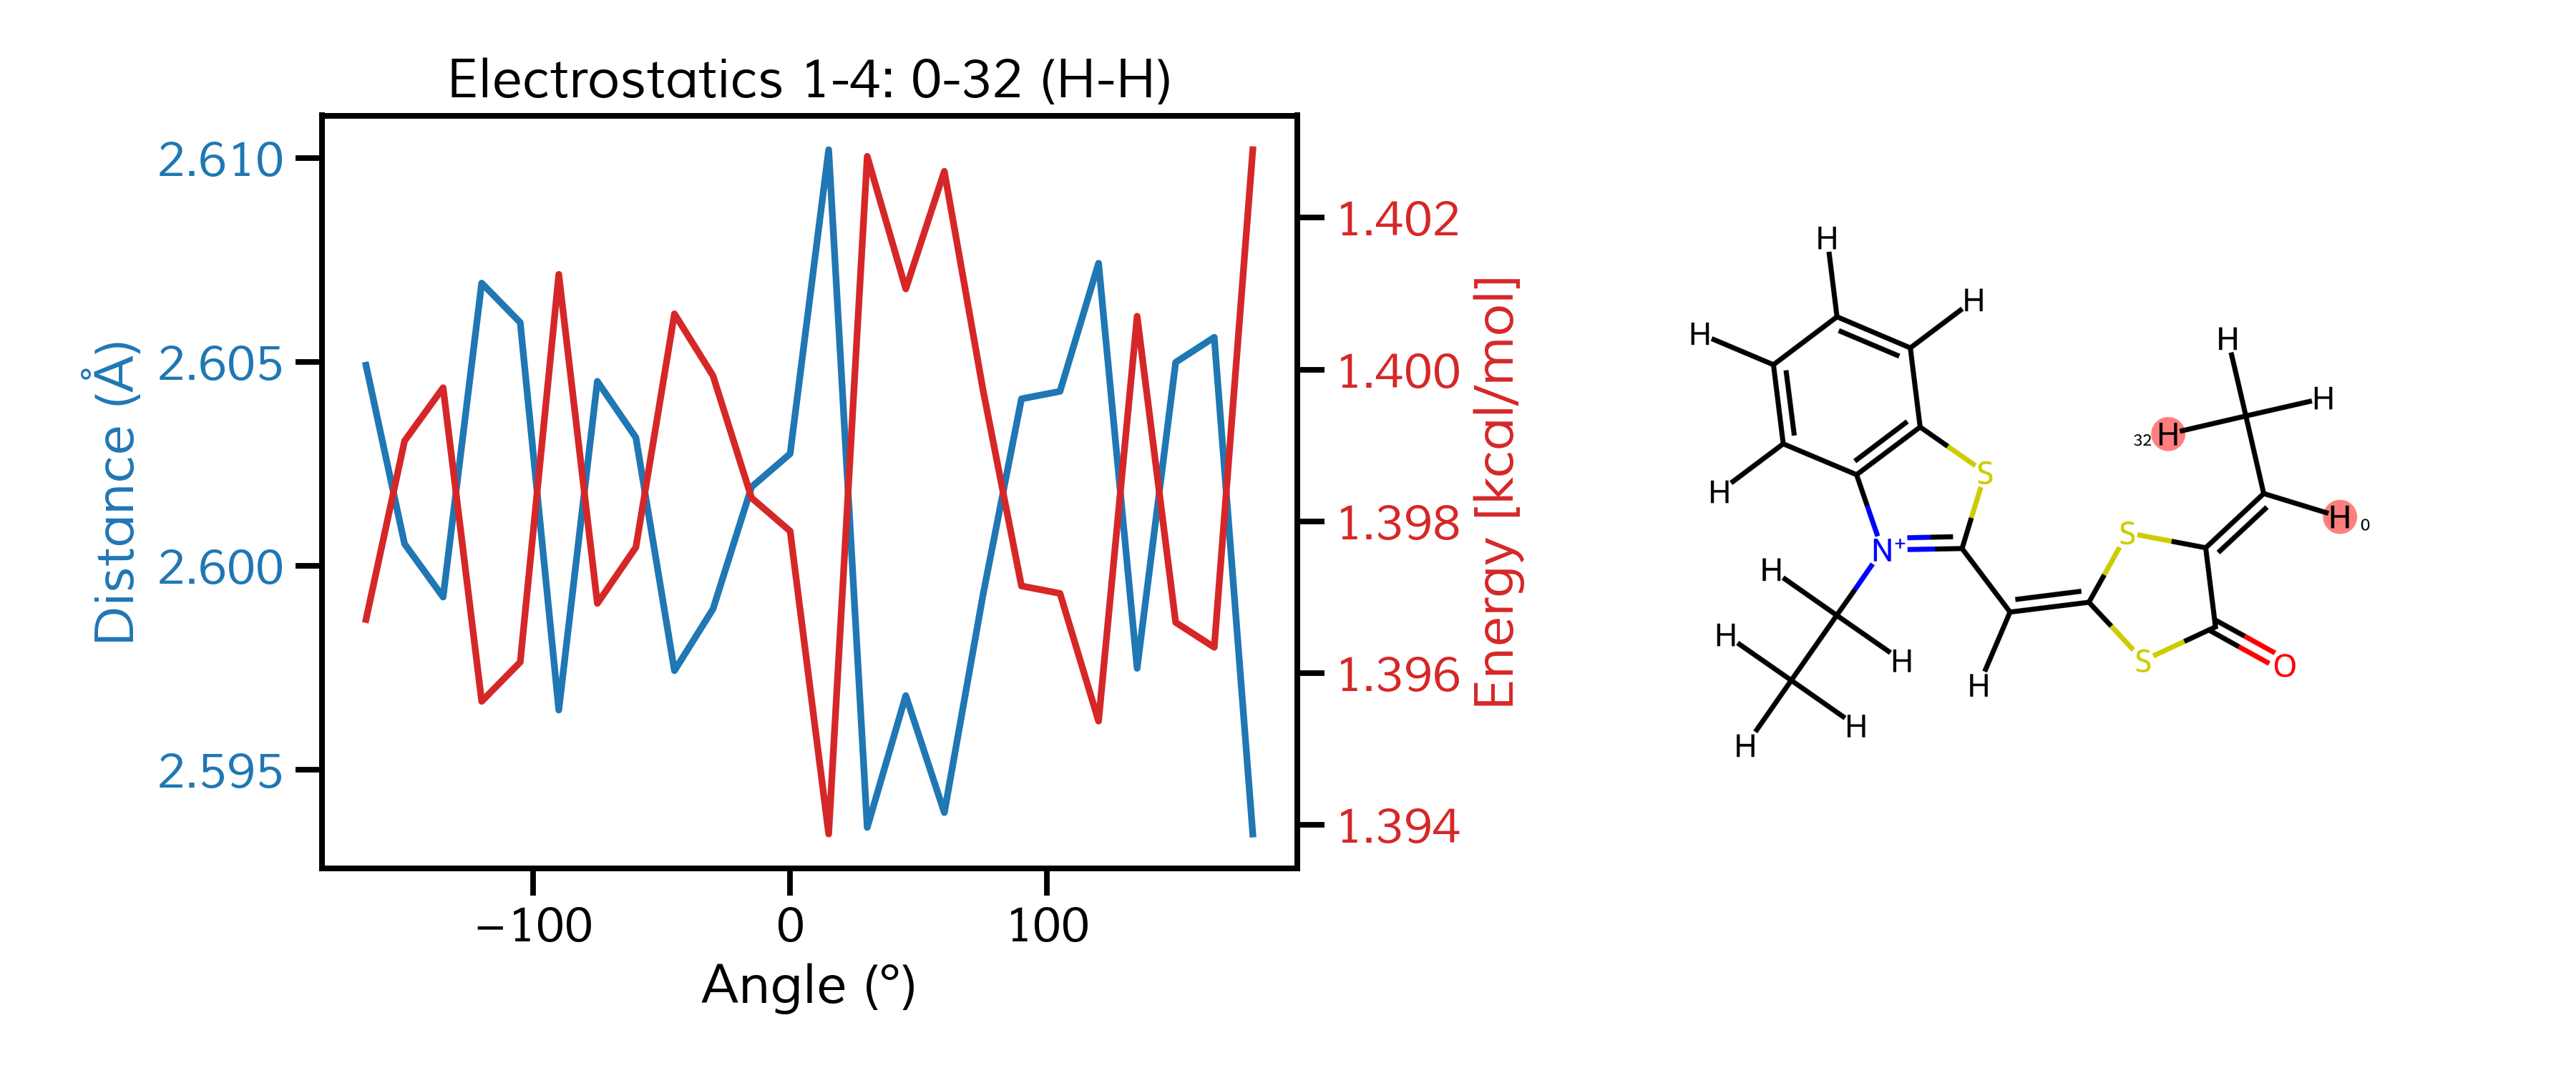 Electrostatics 1-4: 0-32 (H-H)
2.610
2.605
2.600
2.595
Distance (Å)
1.402
1.400
1.398
1.396
1.394
Energy [kcal/mol]
−100
0
100
Angle (°)
H
H
H
H
H
32
H
H
S
H
S
H
0
N⁺
H
H
H
S
O
H
H
H